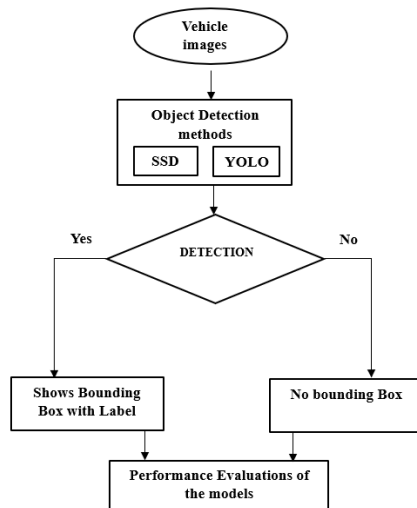 Vehicle
images
Object Detection
methods
SSD
YOLO
Yes
DETECTION
No
Shows Bounding
Box with Label
No bounding Box
Performance Evaluations of
the models